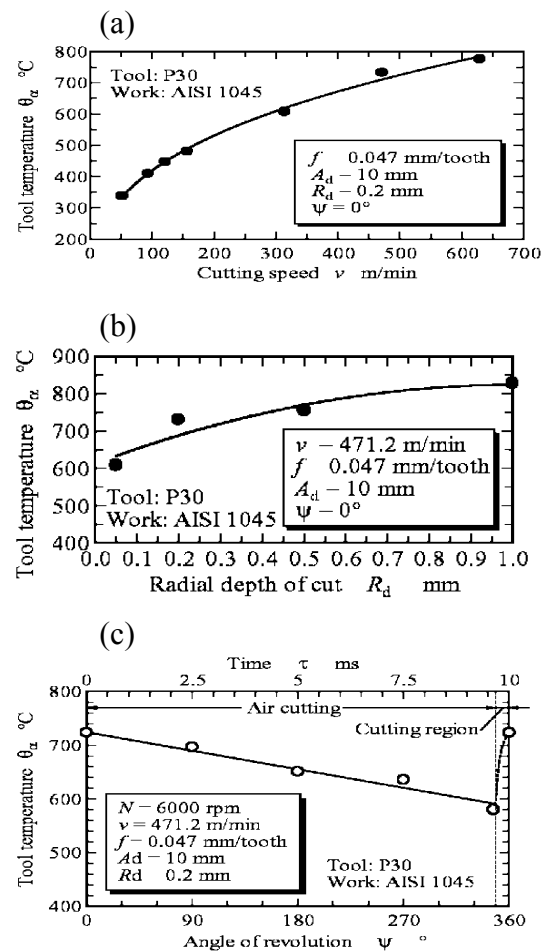 (a)
Tool temperature θα °C
800
700
600
500
400
300
200
Tool: P30
Work: AISI 1045
f 0.047 mm/tooth
Ad – 10 mm
Rd – 0.2 mm
Ψ = 0°
0 100 200 300 400 500 600 700
Cutting speed v m/min
(b)
Tool temperature θα °C
900
800
700
600
500
400
v – 471.2 m/min
f 0.047 mm/tooth
Ad – 10 mm
Ψ – 0°
Tool: P30
Work: AISI 1045
0.0 0.1 0.2 0.3 0.4 0.5 0.6 0.7 0.8 0.9 1.0
Radial depth of cut Rd mm
(c)
Time τ ms
0 2.5 5 7.5 10
Tool temperature θα °C
800
700
600
500
400
Air cutting
Cutting region
N – 6000 rpm
v = 471.2 m/min
f – 0.047 mm/tooth
Ad – 10 mm
Rd 0.2 mm
Tool: P30
Work: AISI 1045
0 90 180 270 360
Angle of revolution Ψ °